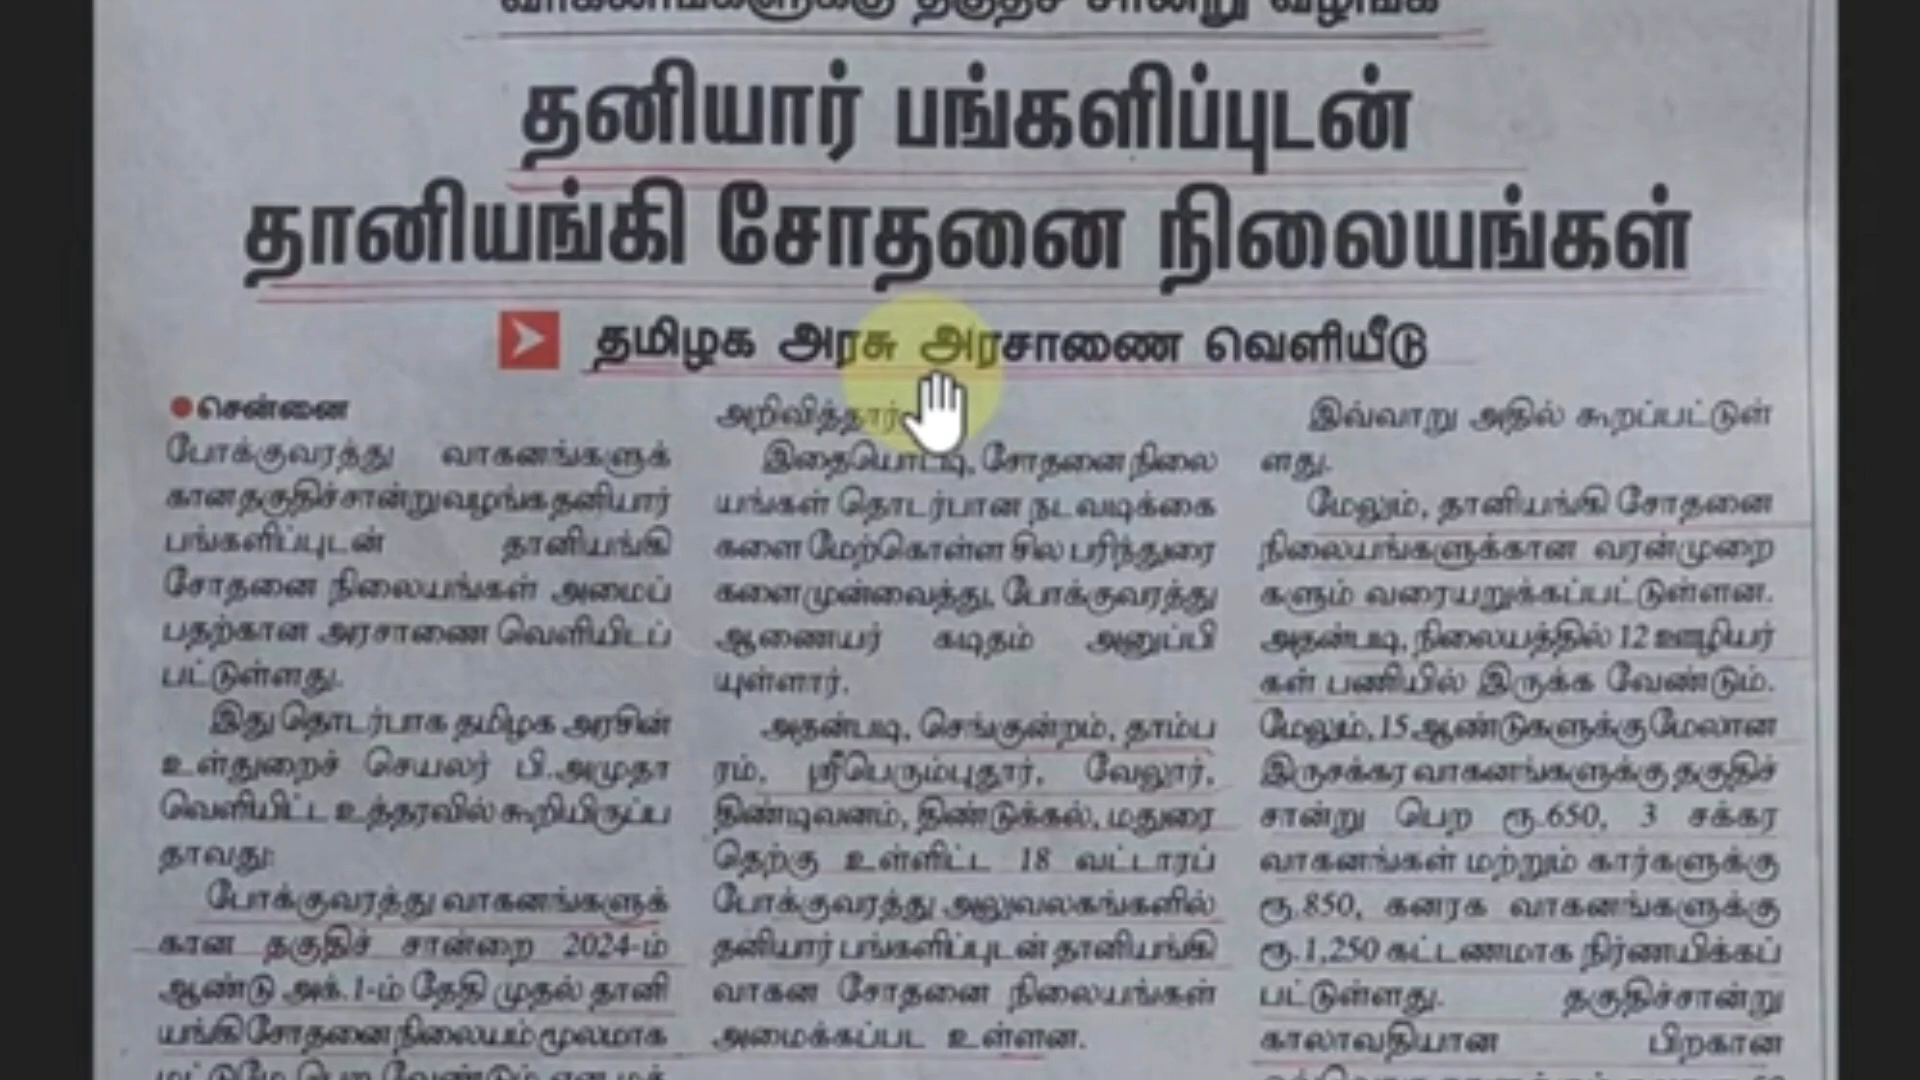 வாகனங்களுக்கு தகுதிச் சான்று வழங்க
தனியார் பங்களிப்புடன்
தானியங்கி சோதனை நிலையங்கள்
தமிழக அரசு அரசாணை வெளியீடு
சென்னை
போக்குவரத்து வாகனங்களுக்
கான தகுதிச் சான்று வழங்க தனியார்
பங்களிப்புடன் தானியங்கி
சோதனை நிலையங்கள் அமைப்
பதற்கான அரசாணை வெளியிடப்
பட்டுள்ளது.
இது தொடர்பாக தமிழக அரசின்
உள்துறைச் செயலர் பி.அமுதா
வெளியிட்ட உத்தரவில் கூறியிருப்ப
தாவது:
போக்குவரத்து வாகனங்களுக்
கான தகுதிச் சான்றை 2024-ம்
ஆண்டு அக்.1-ம் தேதி முதல் தானி
யங்கி சோதனை நிலையம் மூலமாக
அறிவித்தார்
இதையொட்டி, சோதனை நிலை
யங்கள் தொடர்பான நடவடிக்கை
களை மேற்கொள்ள சில பரிந்துரை
களை முன்வைத்து, போக்குவரத்து
ஆணையர் கடிதம் அனுப்பி
யுள்ளார்.
அதன்படி, செங்குன்றம், தாம்ப
ரம், ஸ்ரீபெரும்புதூர், வேலூர்,
திண்டிவனம், திண்டுக்கல், மதுரை
தெற்கு உள்ளிட்ட 18 வட்டாரப்
போக்குவரத்து அலுவலகங்களில்
தனியார் பங்களிப்புடன் தானியங்கி
வாகன சோதனை நிலையங்கள்
அமைக்கப்பட உள்ளன.
இவ்வாறு அதில் கூறப்பட்டுள்
ளது.
மேலும், தானியங்கி சோதனை
நிலையங்களுக்கான வரன்முறை
களும் வரையறுக்கப்பட்டுள்ளன.
அதன்படி, நிலையத்தில் 12 ஊழியர்
கள் பணியில் இருக்க வேண்டும்.
மேலும், 15 ஆண்டுகளுக்கு மேலான
இருசக்கர வாகனங்களுக்கு தகுதிச்
சான்று பெற ரூ.650, 3 சக்கர
வாகனங்கள் மற்றும் கார்களுக்கு
ரூ.850, கனரக வாகனங்களுக்கு
ரூ.1,250 கட்டணமாக நிர்ணயிக்கப்
பட்டுள்ளது. தகுதிச்சான்று
காலாவதியான பிறகான